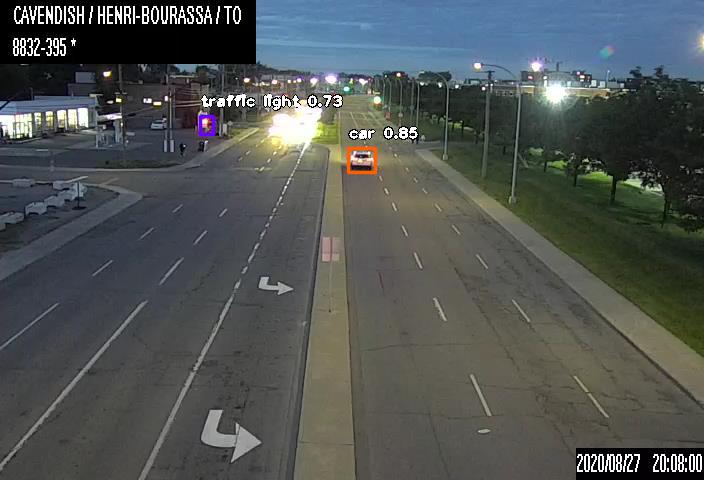 CAVENDISH / HENRI-BOURASSA / TO
8832-395 *
traffic light 0.73
car 0.85
2020/08/27 20:08:00